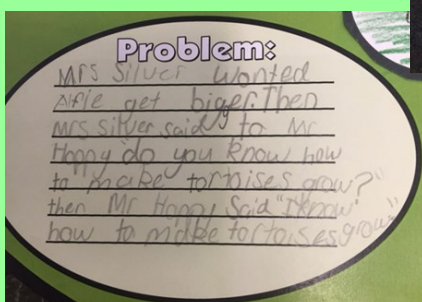 Problem:
Mrs Silver wonted
Alfie get biger. Then
Mrs silver said to Mr
Hoppy "do you know how
to make tortoises grow?"
then Mr Hoppy Said "I know
how to make tortoises grow"